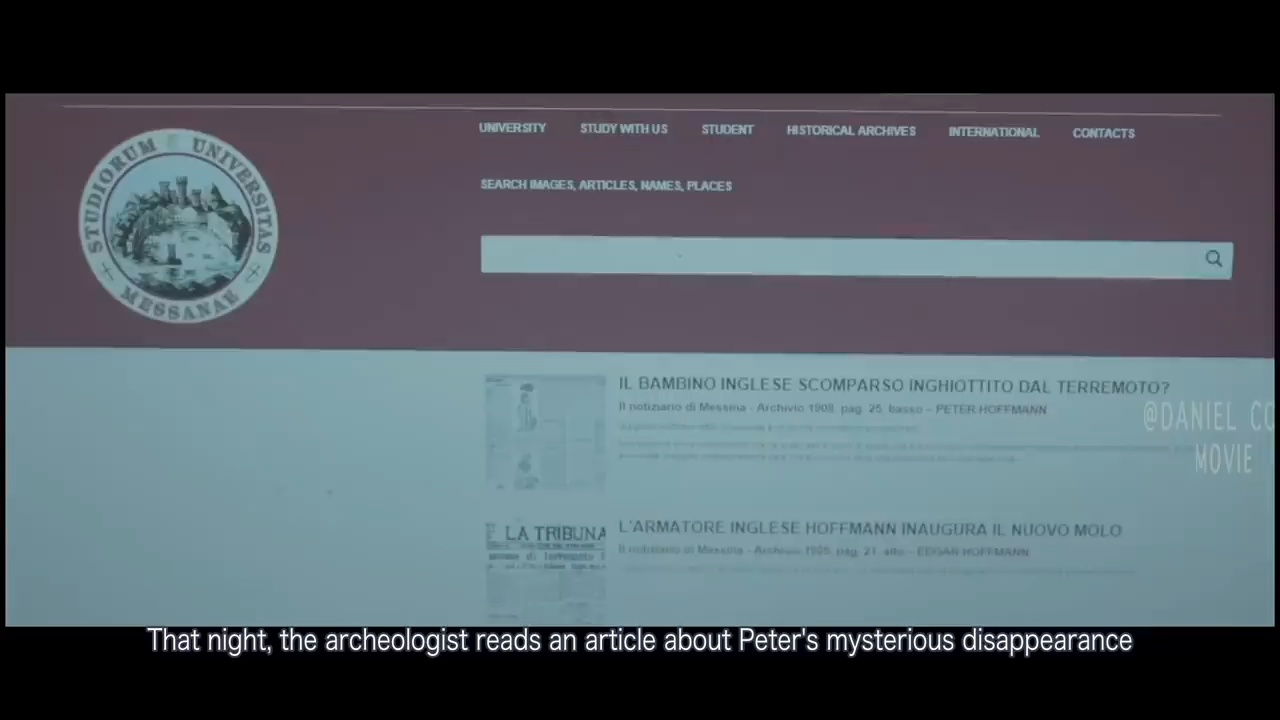 STUDIORUM UNIVERSITAS
MESSANAE
UNIVERSITY STUDY WITH US STUDENT HISTORICAL ARCHIVES INTERNATIONAL CONTACTS
SEARCH IMAGES, ARTICLES, NAMES, PLACES
IL BAMBINO INGLESE SCOMPARSO INGHIOTTITO DAL TERREMOTO?
Il notiziario di Messina - Archivio 1908, pag. 25, basso - PETER HOFFMANN
@DANIEL CO
MOVIE
LA TRIBUNA
L'ARMATORE INGLESE HOFFMANN INAUGURA IL NUOVO MOLO
Il notiziario di Messina - Archivio 1905, pag. 21, alto - EDGAR HOFFMANN
That night, the archeologist reads an article about Peter's mysterious disappearance